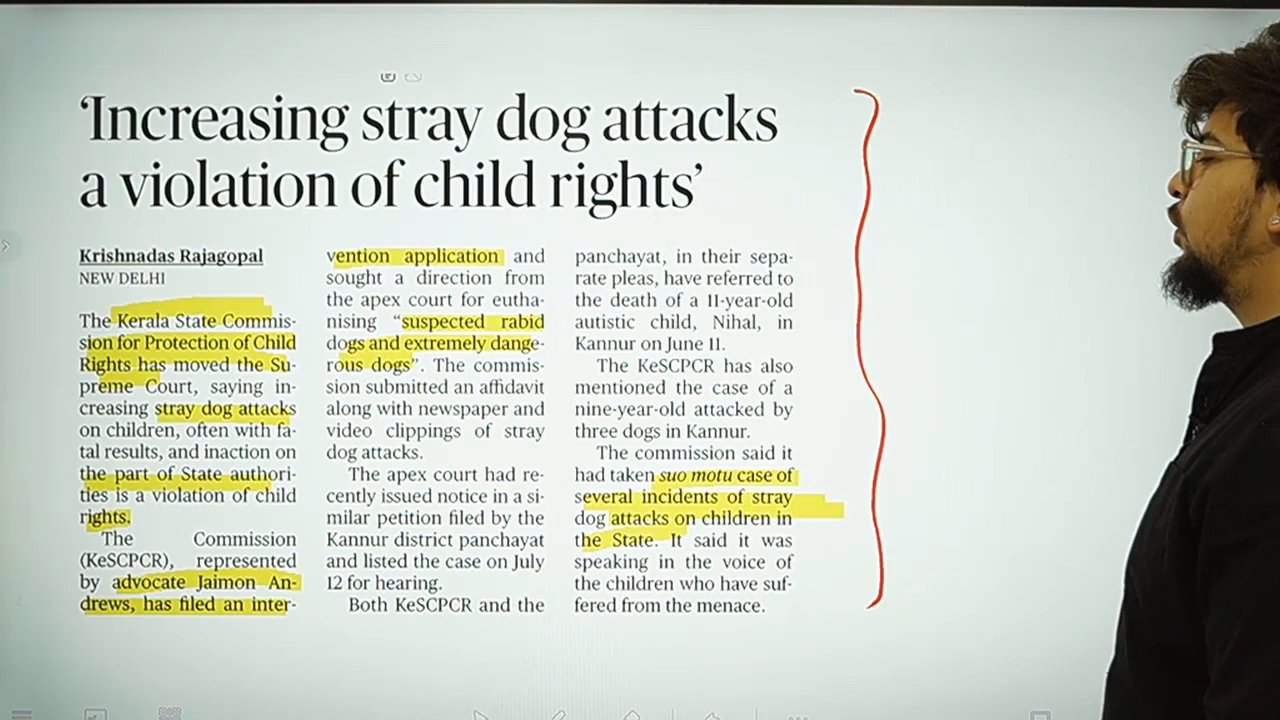 ‘Increasing stray dog attacks
a violation of child rights’
Krishnadas Rajagopal
NEW DELHI
The Kerala State Commis-
sion for Protection of Child
Rights has moved the Su-
preme Court, saying in-
creasing stray dog attacks
on children, often with fa-
tal results, and inaction on
the part of State authori-
ties is a violation of child
rights.
The Commission
(KeSCPCR), represented
by advocate Jaimon An-
drews, has filed an inter-
vention application and
sought a direction from
the apex court for eutha-
nising “suspected rabid
dogs and extremely dange-
rous dogs”. The commis-
sion submitted an affidavit
along with newspaper and
video clippings of stray
dog attacks.
The apex court had re-
cently issued notice in a si-
milar petition filed by the
Kannur district panchayat
and listed the case on July
12 for hearing.
Both KeSCPCR and the
panchayat, in their sepa-
rate pleas, have referred to
the death of a 11-year-old
autistic child, Nihal, in
Kannur on June 11.
The KeSCPCR has also
mentioned the case of a
nine-year-old attacked by
three dogs in Kannur.
The commission said it
had taken suo motu case of
several incidents of stray
dog attacks on children in
the State. It said it was
speaking in the voice of
the children who have suf-
fered from the menace.